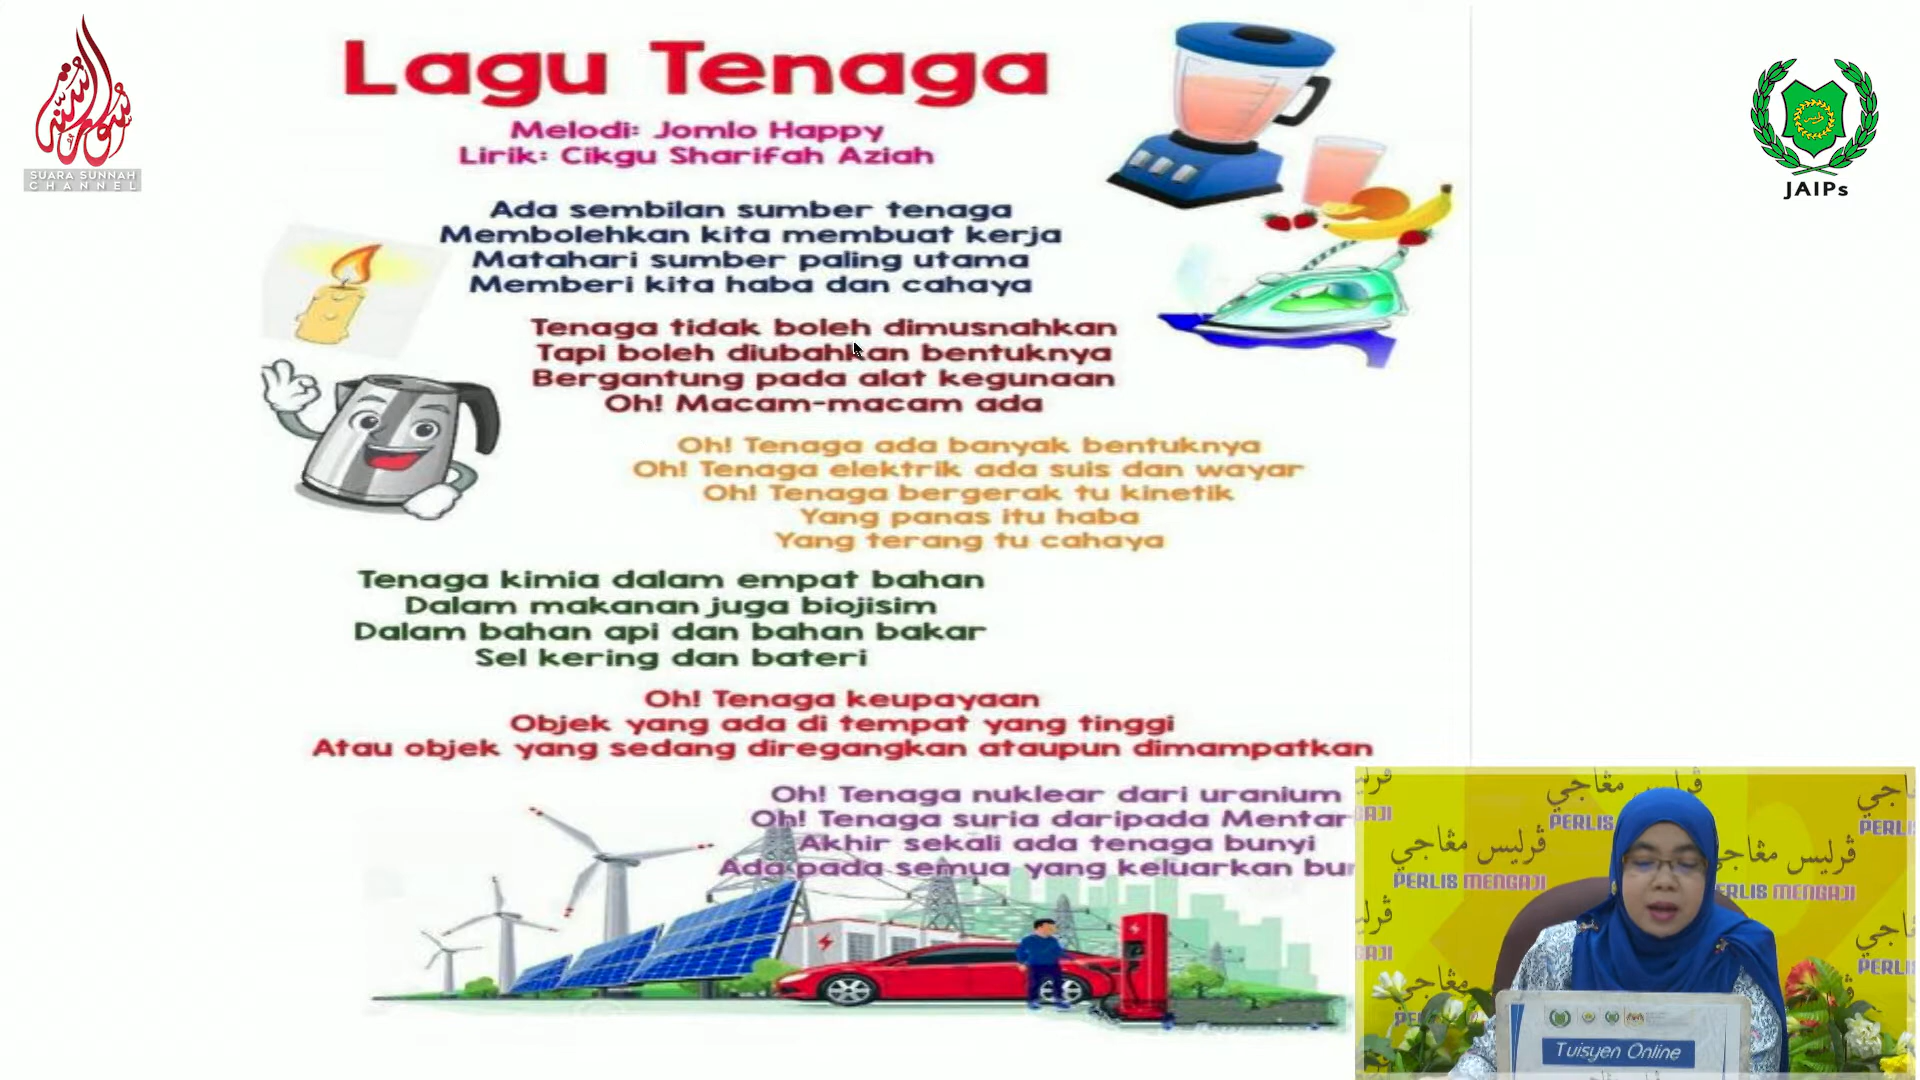 Lagu Tenaga
Melodi: Jomlo Happy
Lirik: Cikgu Sharifah Aziah
Ada sembilan sumber tenaga
Membolehkan kita membuat kerja
Matahari sumber paling utama
Memberi kita haba dan cahaya
Tenaga tidak boleh dimusnahkan
Tapi boleh diubahkan bentuknya
Bergantung pada alat kegunaan
Oh! Macam-macam ada
Oh! Tenaga ada banyak bentuknya
Oh! Tenaga elektrik ada suis dan wayar
Oh! Tenaga bergerak tu kinetik
Yang panas itu haba
Yang terang tu cahaya
Tenaga kimia dalam empat bahan
Dalam makanan juga biojisim
Dalam bahan api dan bahan bakar
Sel kering dan bateri
Oh! Tenaga keupayaan
Objek yang ada di tempat yang tinggi
Atau objek yang sedang diregangkan ataupun dimampatkan
Oh! Tenaga nuklear dari uranium
Oh! Tenaga suria daripada Mentar
Akhir sekali ada tenaga bunyi
Ada pada semua yang keluarkan bu
SUARA SUNNAH
CHANNEL
JAIPs
ڤرليس مڠاجي
PERLIS MENGAJI
Tuisyen Online